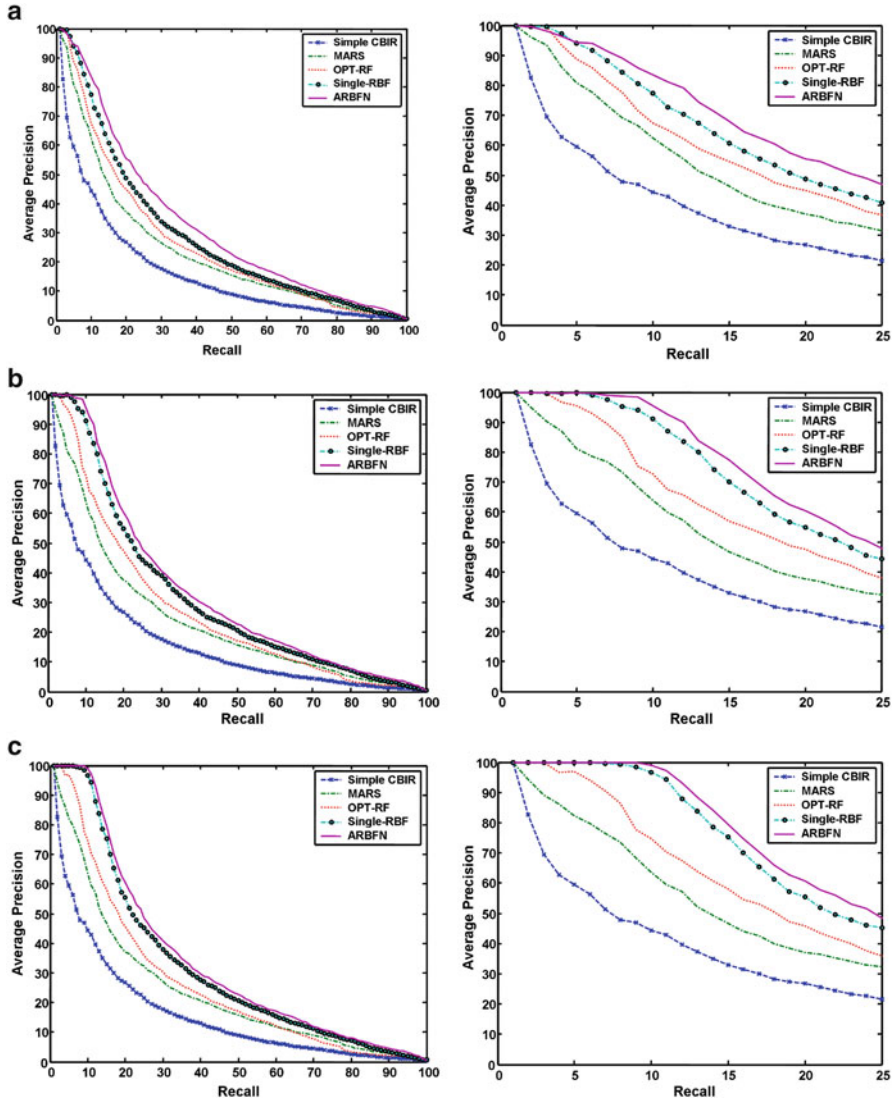 a
100
90
80
70
60
50
40
30
20
10
0
Average Precision
Simple CBIR
MARS
OPT-RF
Single-RBF
ARBFN
0 10 20 30 40 50 60 70 80 90 100
Recall
100
90
80
70
60
50
40
30
20
10
0
Average Precision
Simple CBIR
MARS
OPT-RF
Single-RBF
ARBFN
0 5 10 15 20 25
Recall
b
100
90
80
70
60
50
40
30
20
10
0
Average Precision
Simple CBIR
MARS
OPT-RF
Single-RBF
ARBFN
0 10 20 30 40 50 60 70 80 90 100
Recall
100
90
80
70
60
50
40
30
20
10
0
Average Precision
Simple CBIR
MARS
OPT-RF
Single-RBF
ARBFN
0 5 10 15 20 25
Recall
c
100
90
80
70
60
50
40
30
20
10
0
Average Precision
Simple CBIR
MARS
OPT-RF
Single-RBF
ARBFN
0 10 20 30 40 50 60 70 80 90 100
Recall
100
90
80
70
60
50
40
30
20
10
0
Average Precision
Simple CBIR
MARS
OPT-RF
Single-RBF
ARBFN
0 5 10 15 20 25
Recall